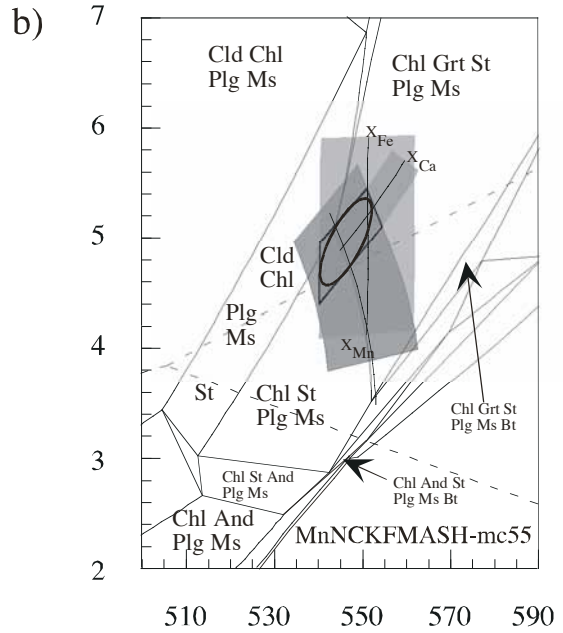 b)
7
Cld Chl
Plg Ms
Chl Grt St
Plg Ms
6
XFe
XCa
5
Cld
Chl
Plg
Ms
4
XMn
St
Chl St
Plg Ms
Chl Grt St
Plg Ms Bt
3
Chl St And
Plg Ms
Chl And St
Plg Ms Bt
Chl And
Plg Ms
MnNCKFMASH-mc55
2
510 530 550 570 590